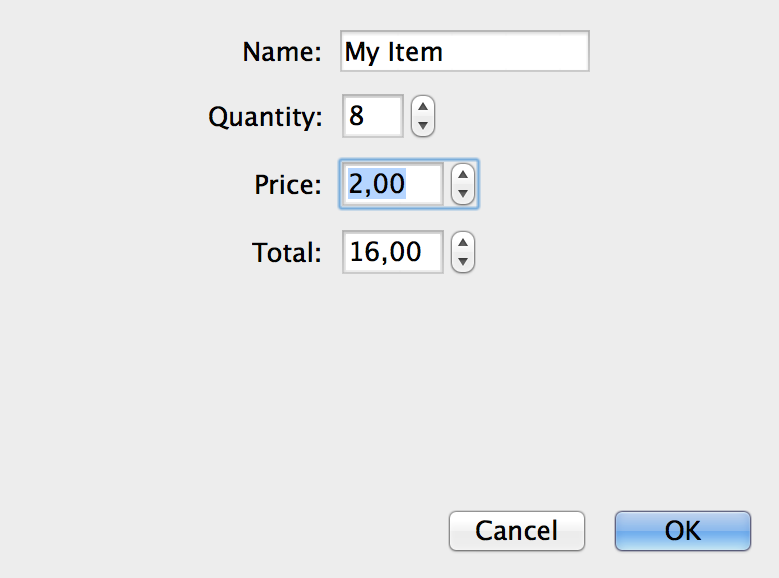 Name: My Item
Quantity: 8
Price: 2,00
Total: 16,00
Cancel OK